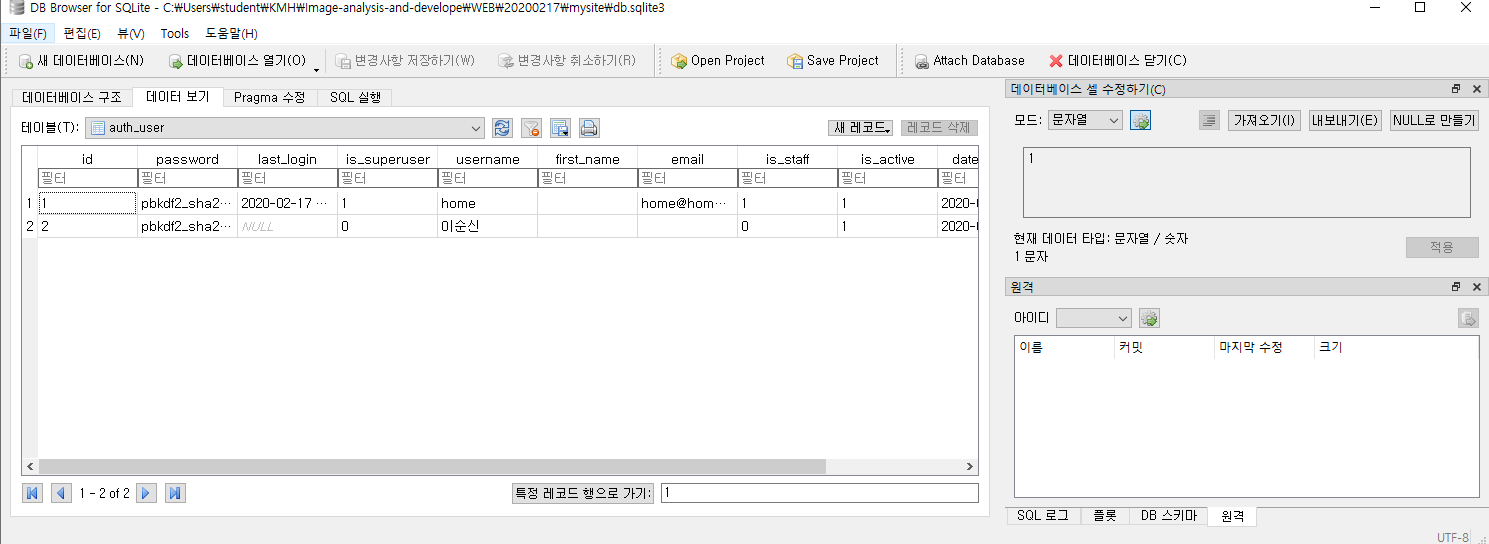 DB Browser for SQLite - C:₩Users₩student₩KMH₩Image-analysis-and-develope₩WEB₩20200217₩mysite₩db.sqlite3
파일(F) 편집(E) 뷰(V) Tools 도움말(H)
새 데이터베이스(N) 데이터베이스 열기(O) 변경사항 저장하기(W) 변경사항 취소하기(R) Open Project Save Project Attach Database 데이터베이스 닫기(C)
데이터베이스 구조 데이터 보기 Pragma 수정 SQL 실행
테이블(T): auth_user 새 레코드 레코드 삭제
id password last_login is_superuser username first_name email is_staff is_active date
필터 필터 필터 필터 필터 필터 필터 필터 필터 필터
1 1 pbkdf2_sha2… 2020-02-17 … 1 home home@hom… 1 1 2020-
2 2 pbkdf2_sha2… NULL 0 이순신 0 1 2020-
1 - 2 of 2 특정 레코드 행으로 가기: 1
데이터베이스 셀 수정하기(C)
모드: 문자열 가져오기(I) 내보내기(E) NULL로 만들기
1
현재 데이터 타입: 문자열 / 숫자
1 문자
적용
원격
아이디
이름 커밋 마지막 수정 크기
SQL 로그 플롯 DB 스키마 원격
UTF-8